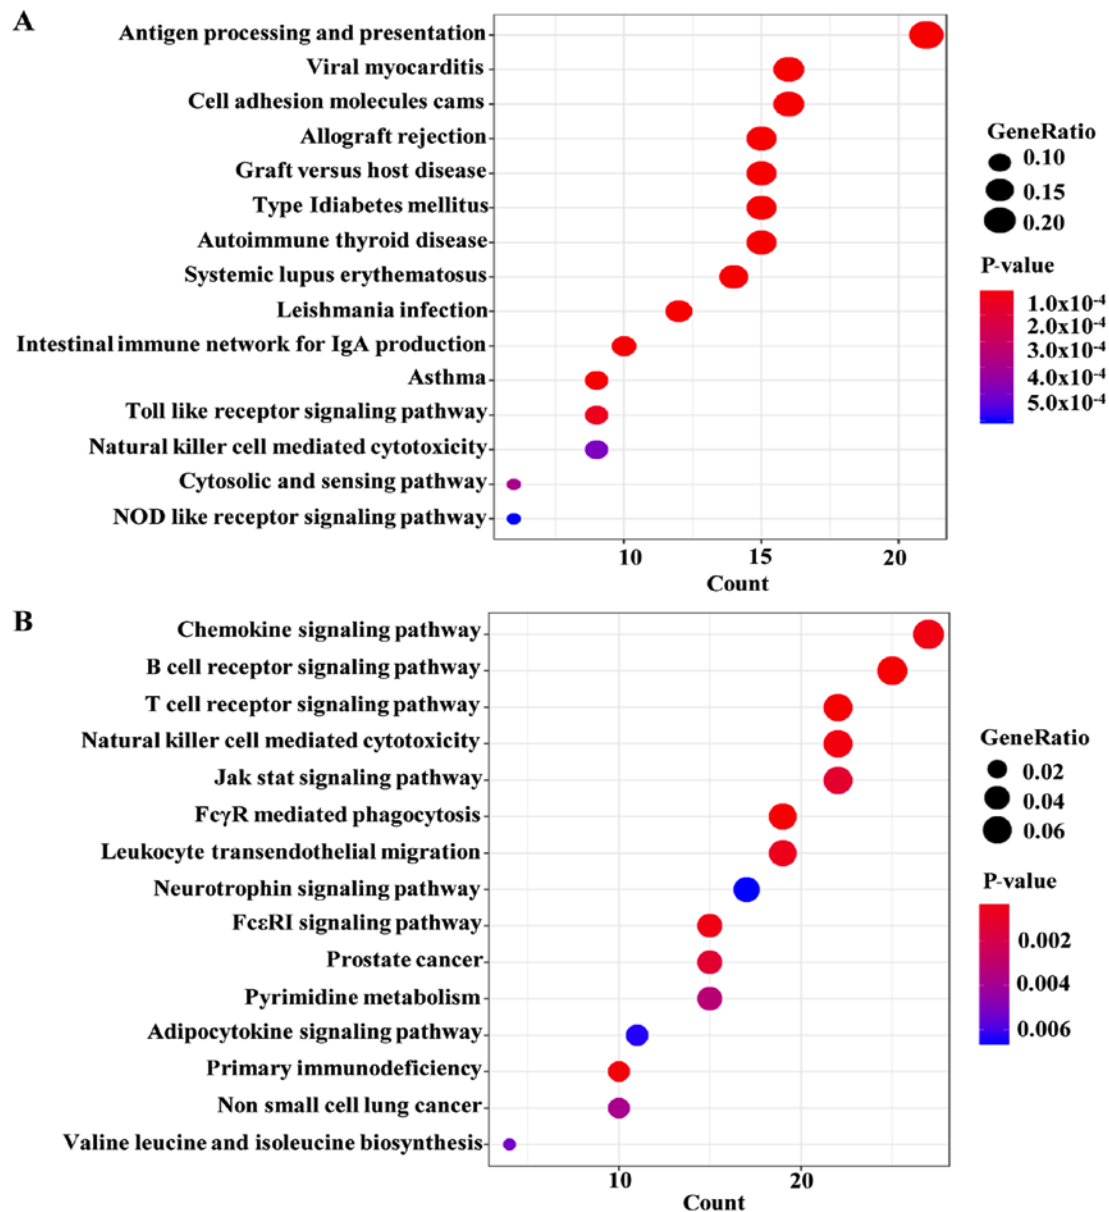 A
Antigen processing and presentation
Viral myocarditis
Cell adhesion molecules cams
Allograft rejection
Graft versus host disease
Type Idiabetes mellitus
Autoimmune thyroid disease
Systemic lupus erythematosus
Leishmania infection
Intestinal immune network for IgA production
Asthma
Toll like receptor signaling pathway
Natural killer cell mediated cytotoxicity
Cytosolic and sensing pathway
NOD like receptor signaling pathway
10 15 20
Count
GeneRatio
0.10
0.15
0.20
P-value
1.0x10⁻⁴
2.0x10⁻⁴
3.0x10⁻⁴
4.0x10⁻⁴
5.0x10⁻⁴
B
Chemokine signaling pathway
B cell receptor signaling pathway
T cell receptor signaling pathway
Natural killer cell mediated cytotoxicity
Jak stat signaling pathway
FcγR mediated phagocytosis
Leukocyte transendothelial migration
Neurotrophin signaling pathway
FcεRI signaling pathway
Prostate cancer
Pyrimidine metabolism
Adipocytokine signaling pathway
Primary immunodeficiency
Non small cell lung cancer
Valine leucine and isoleucine biosynthesis
10 20
Count
GeneRatio
0.02
0.04
0.06
P-value
0.002
0.004
0.006